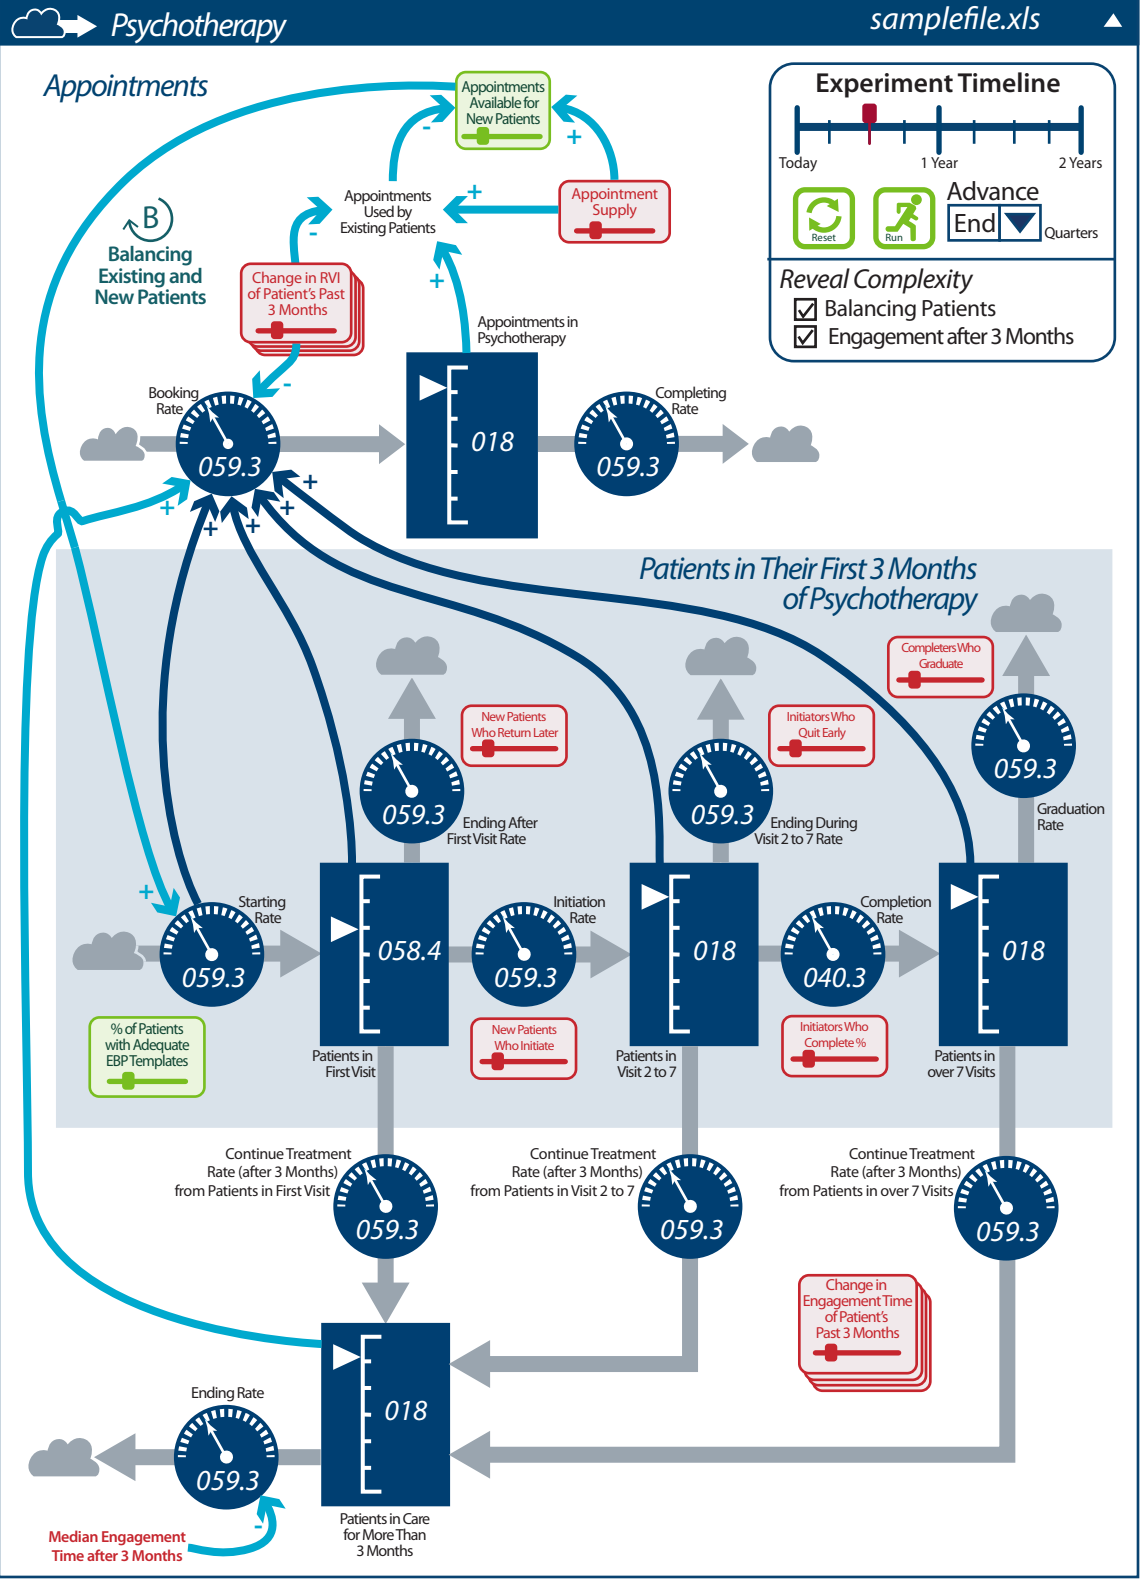 Psychotherapy
samplefile.xls
Appointments
Appointments
Available for
New Patients
-
+
Experiment Timeline
Today
1 Year
2 Years
Reset
Run
Advance
End
Quarters
Reveal Complexity
Balancing Patients
Engagement after 3 Months
Appointments
Used by
Existing Patients
+
Appointment
Supply
-
+
B
Balancing
Existing and
New Patients
Change in RVI
of Patient's Past
3 Months
-
Appointments in
Psychotherapy
018
Booking
Rate
059.3
Completing
Rate
059.3
+
+
+
+
+
Patients in Their First 3 Months
of Psychotherapy
Completers Who
Graduate
New Patients
Who Return Later
Initiators Who
Quit Early
059.3
059.3
059.3
Ending After
First Visit Rate
Ending During
Visit 2 to 7 Rate
Graduation
Rate
+
Starting
Rate
059.3
058.4
Initiation
Rate
059.3
018
Completion
Rate
040.3
018
% of Patients
with Adequate
EBP Templates
New Patients
Who Initiate
Initiators Who
Complete %
Patients in
First Visit
Patients in
Visit 2 to 7
Patients in
over 7 Visits
Continue Treatment
Rate (after 3 Months)
from Patients in First Visit
059.3
Continue Treatment
Rate (after 3 Months)
from Patients in Visit 2 to 7
059.3
Continue Treatment
Rate (after 3 Months)
from Patients in over 7 Visits
059.3
Change in
Engagement Time
of Patient's
Past 3 Months
018
Ending Rate
059.3
-
Patients in Care
for More Than
3 Months
Median Engagement
Time after 3 Months